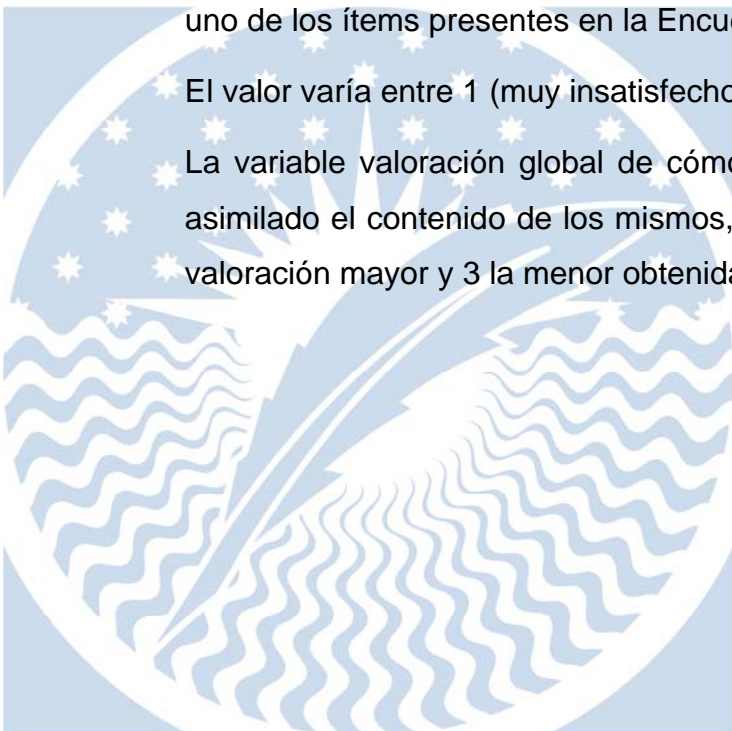 uno de los ítems presentes en la
El valor varía entre 1 (muy insatisfecho
La variable valoración global de cómo
asimilado el contenido de los mismos,
valoración mayor y 3 la menor obtenida